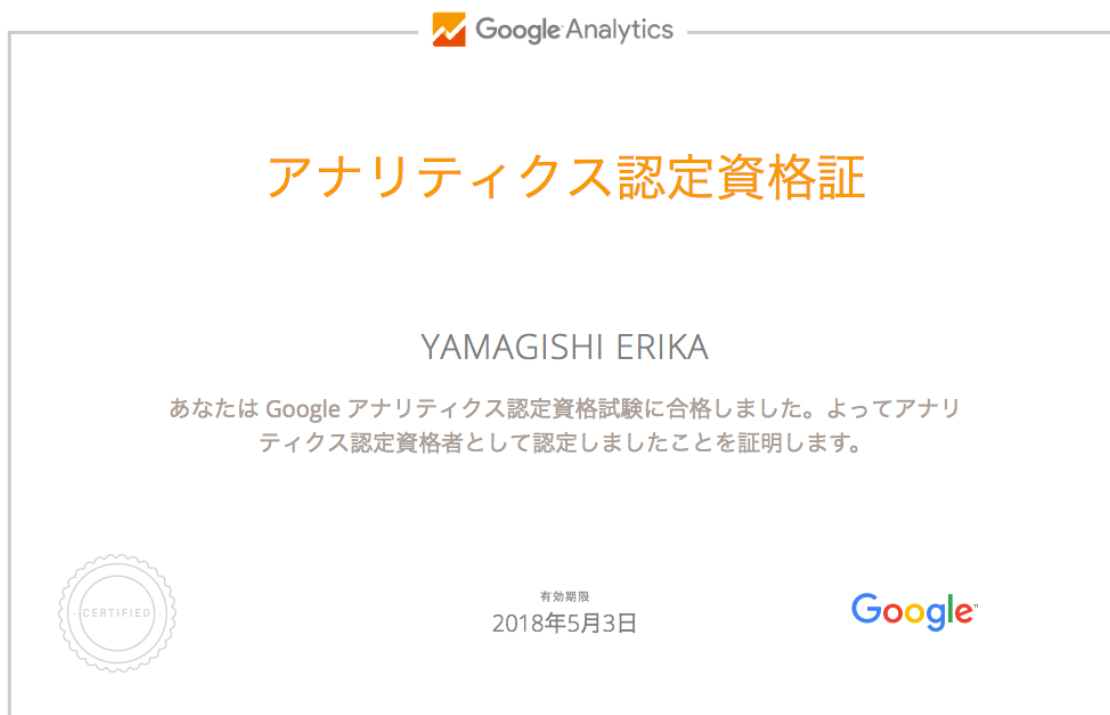 Google Analytics
アナリティクス認定資格証
YAMAGISHI ERIKA
あなたは Google アナリティクス認定資格試験に合格しました。よってアナリ
ティクス認定資格者として認定しましたことを証明します。
CERTIFIED
有効期限
2018年5月3日
Google